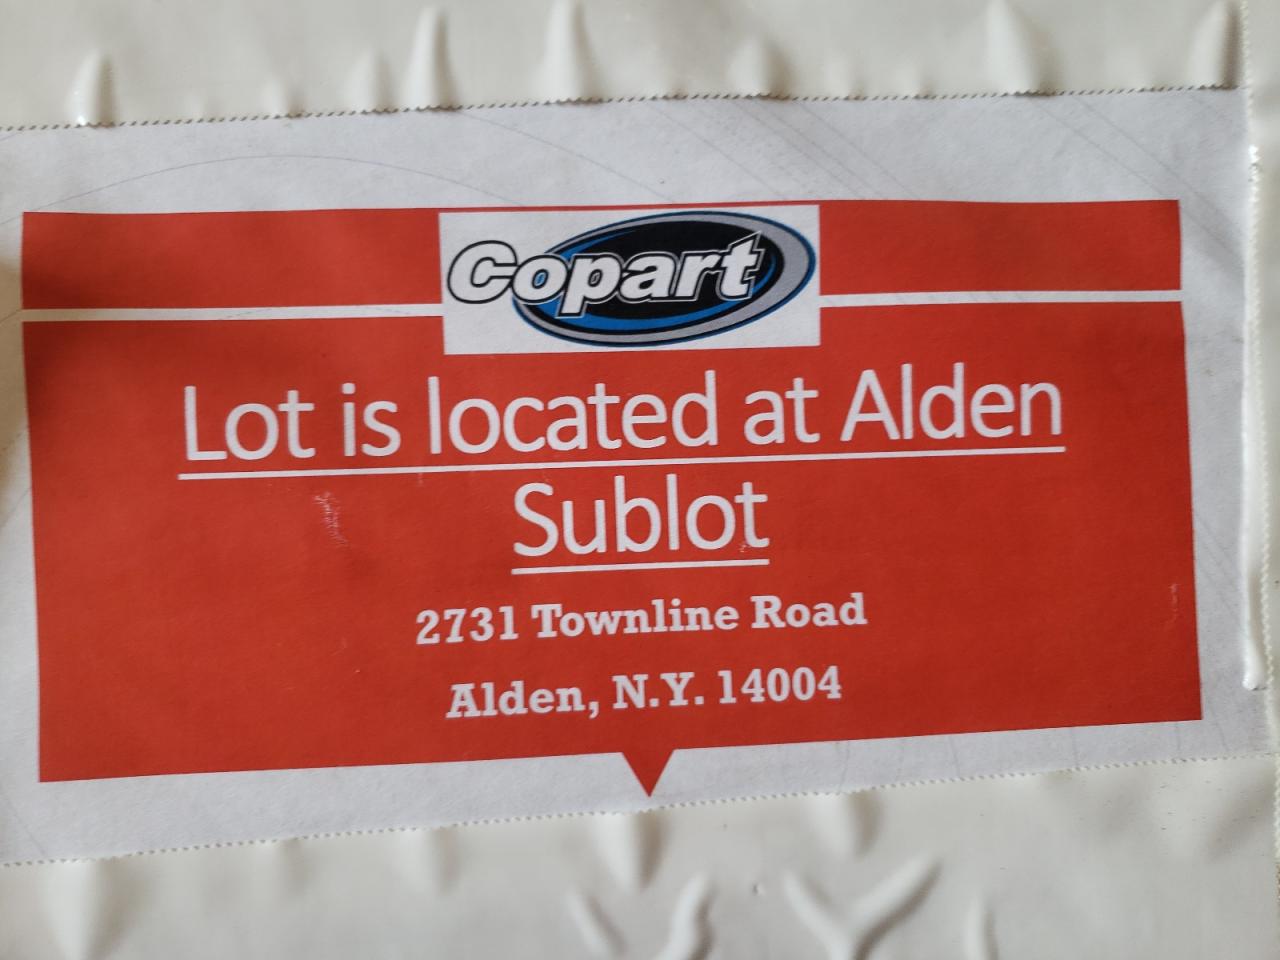 Copart
Lot is located at Alden
Sublot
2731 Townline Road
Alden, N.Y. 14004